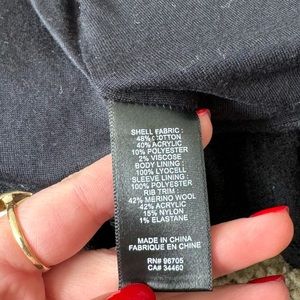 SHELL FABRIC :
48% COTTON
40% ACRYLIC
10% POLYESTER
2% VISCOSE
BODY LINING :
100% LYOCELL
SLEEVE LINING :
100% POLYESTER
RIB TRIM :
42% MERINO WOOL
42% ACRYLIC
15% NYLON
1% ELASTANE
MADE IN CHINA
FABRIQUE EN CHINE
RN# 96705
CA# 34460